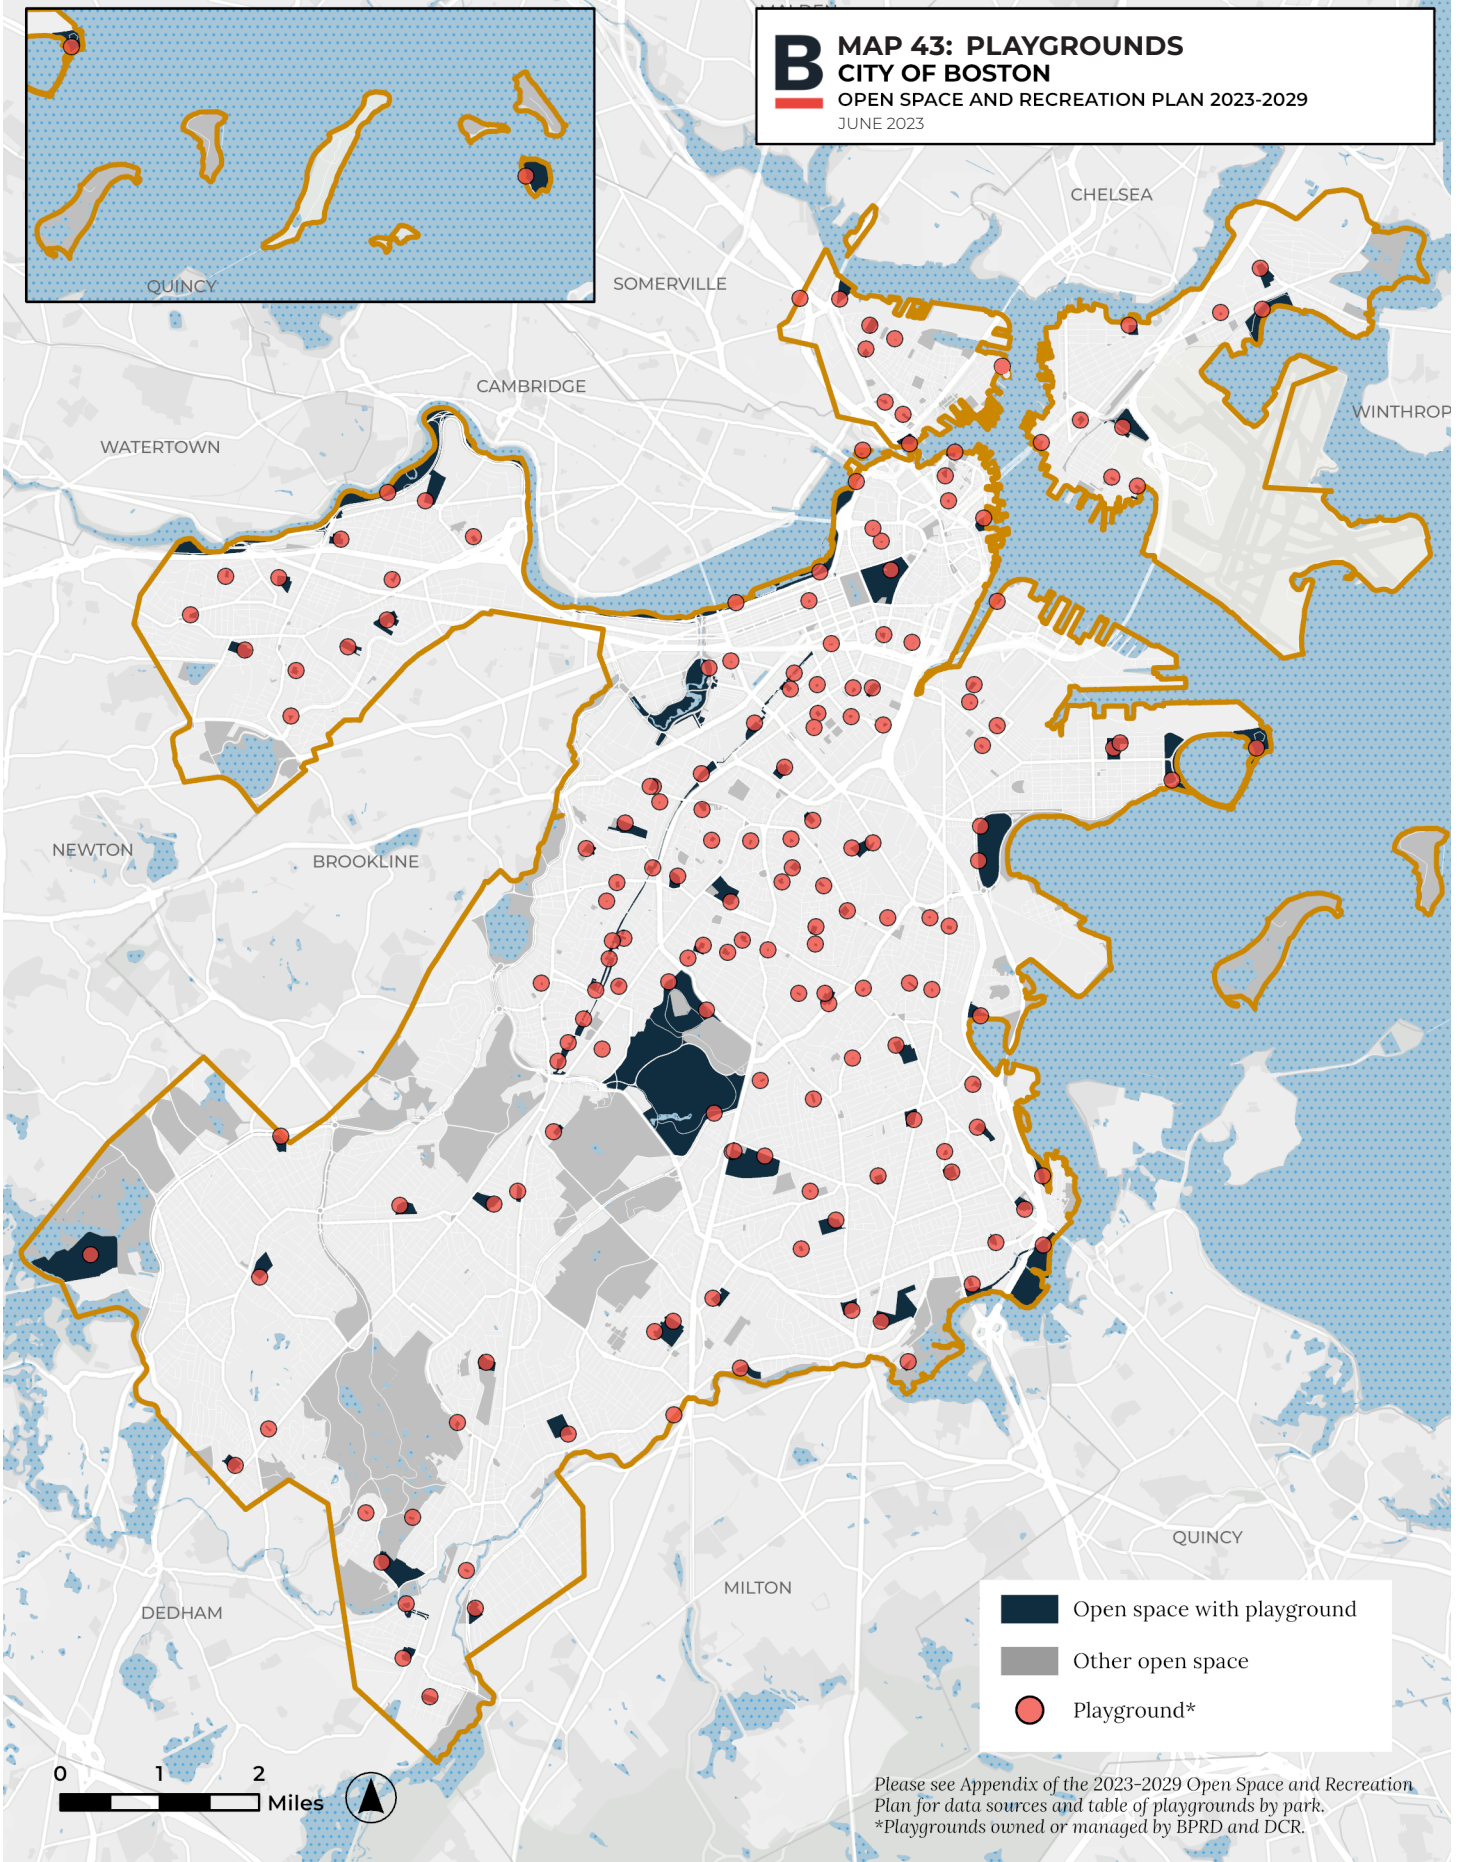 MALDEN
B
MAP 43: PLAYGROUNDS
CITY OF BOSTON
OPEN SPACE AND RECREATION PLAN 2023-2029
JUNE 2023
CHELSEA
QUINCY
SOMERVILLE
CAMBRIDGE
WINTHROP
WATERTOWN
NEWTON
BROOKLINE
QUINCY
MILTON
DEDHAM
Open space with playground
Other open space
Playground*
0 1 2
Miles
Please see Appendix of the 2023-2029 Open Space and Recreation
Plan for data sources and table of playgrounds by park.
*Playgrounds owned or managed by BPRD and DCR.